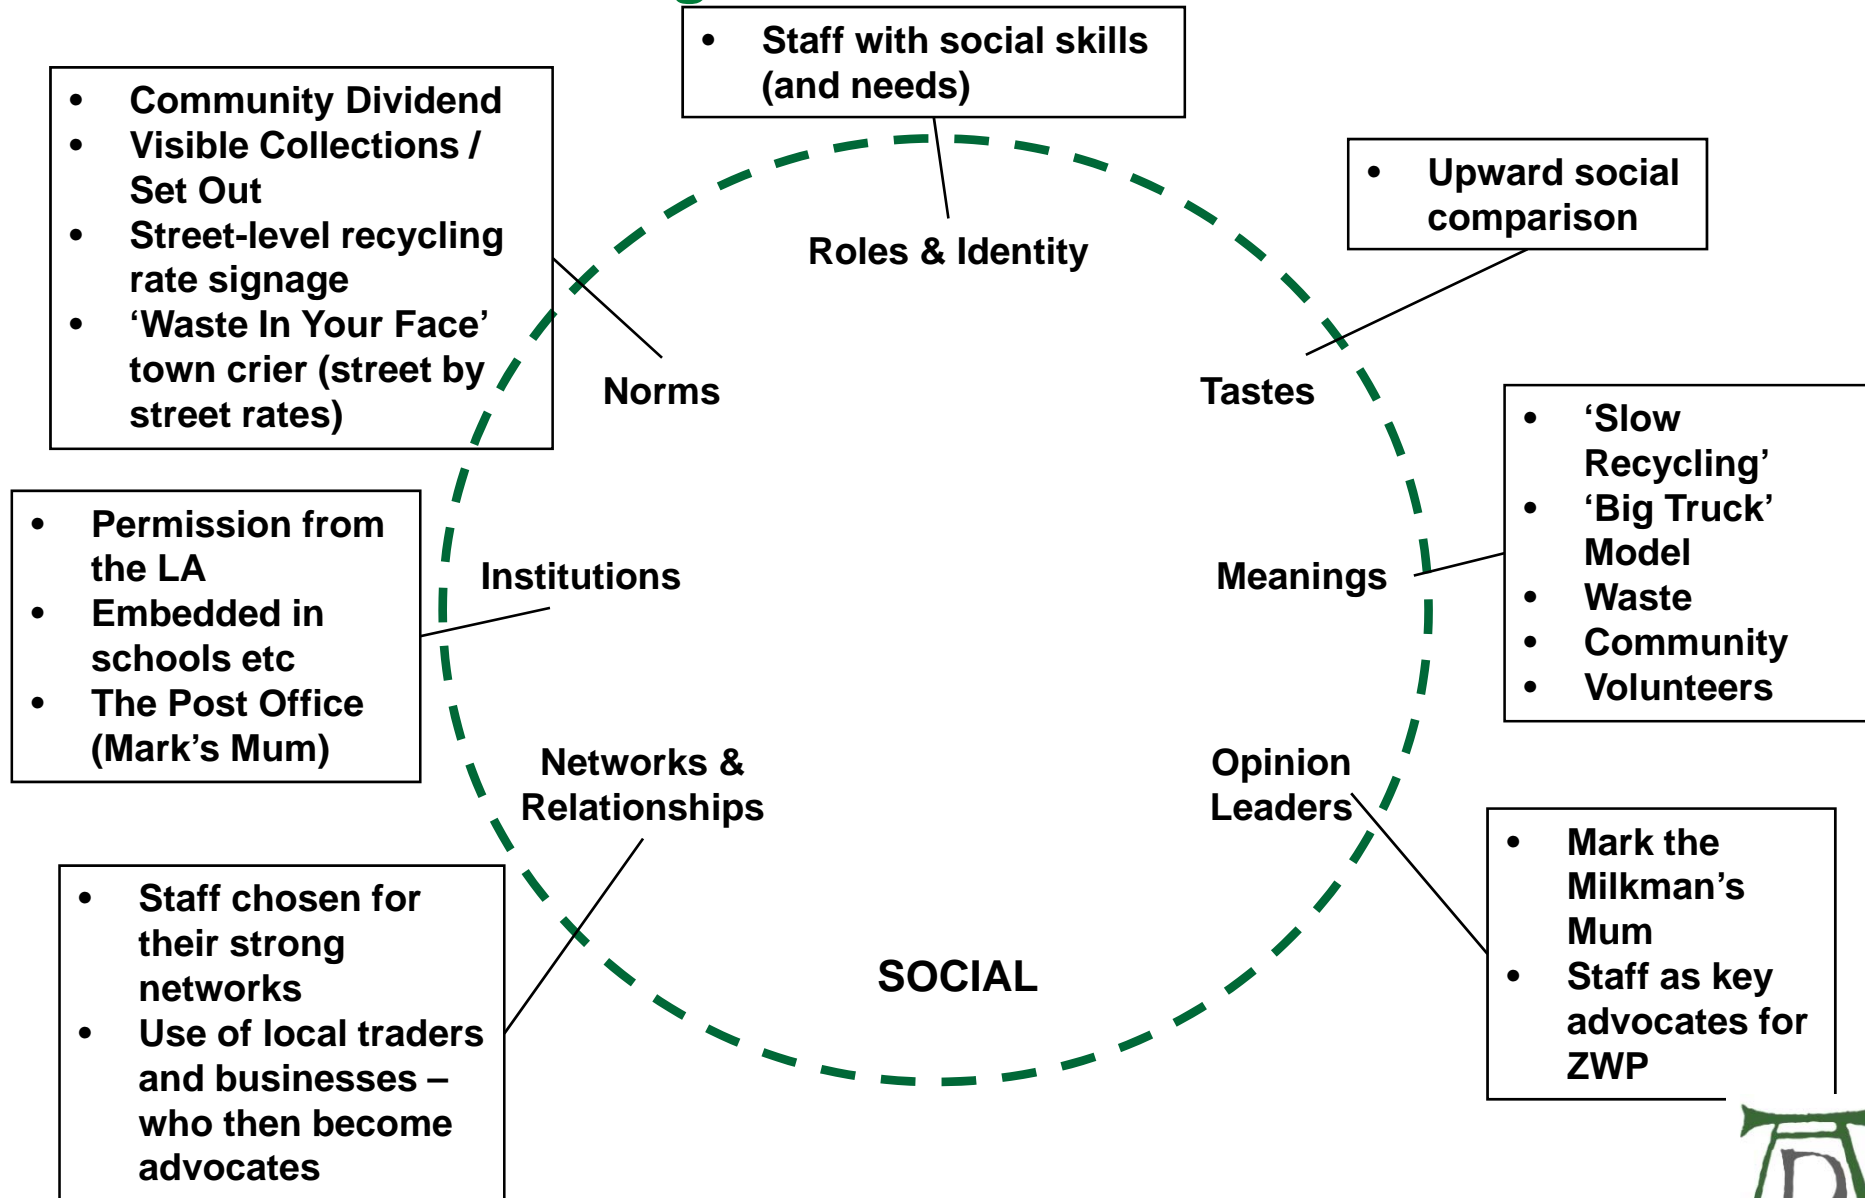 • Staff with social skills
(and needs)
• Community Dividend
• Visible Collections /
Set Out
• Street-level recycling
rate signage
• ‘Waste In Your Face’
town crier (street by
street rates)
• Upward social
comparison
Roles & Identity
Norms
Tastes
• ‘Slow
Recycling’
• ‘Big Truck’
Model
• Waste
• Community
• Volunteers
• Permission from
the LA
• Embedded in
schools etc
• The Post Office
(Mark’s Mum)
Institutions
Meanings
Networks &
Relationships
Opinion
Leaders
• Mark the
Milkman’s
Mum
• Staff as key
advocates for
ZWP
• Staff chosen for
their strong
networks
• Use of local traders
and businesses –
who then become
advocates
SOCIAL